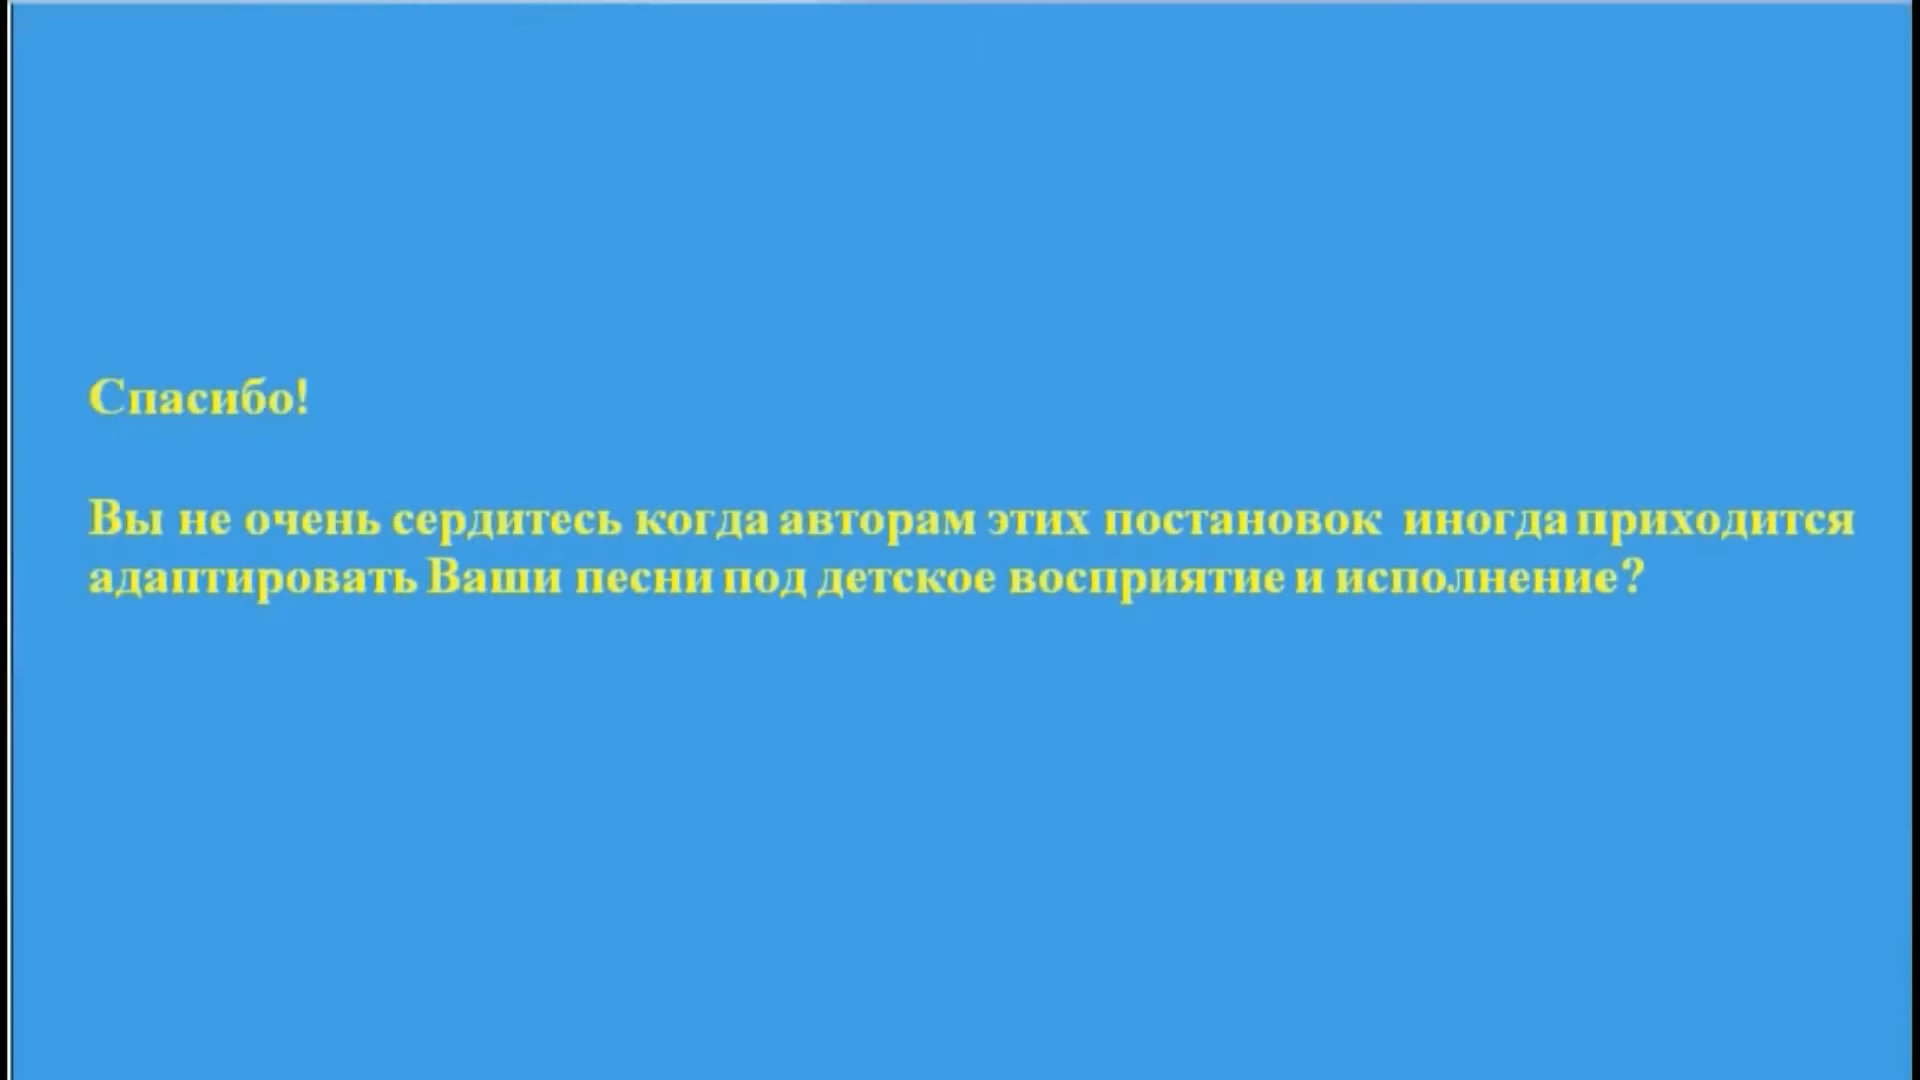 Спасибо!
Вы не очень сердитесь когда авторам этих постановок иногда приходится
адаптировать Ваши песни под детское восприятие и исполнение?